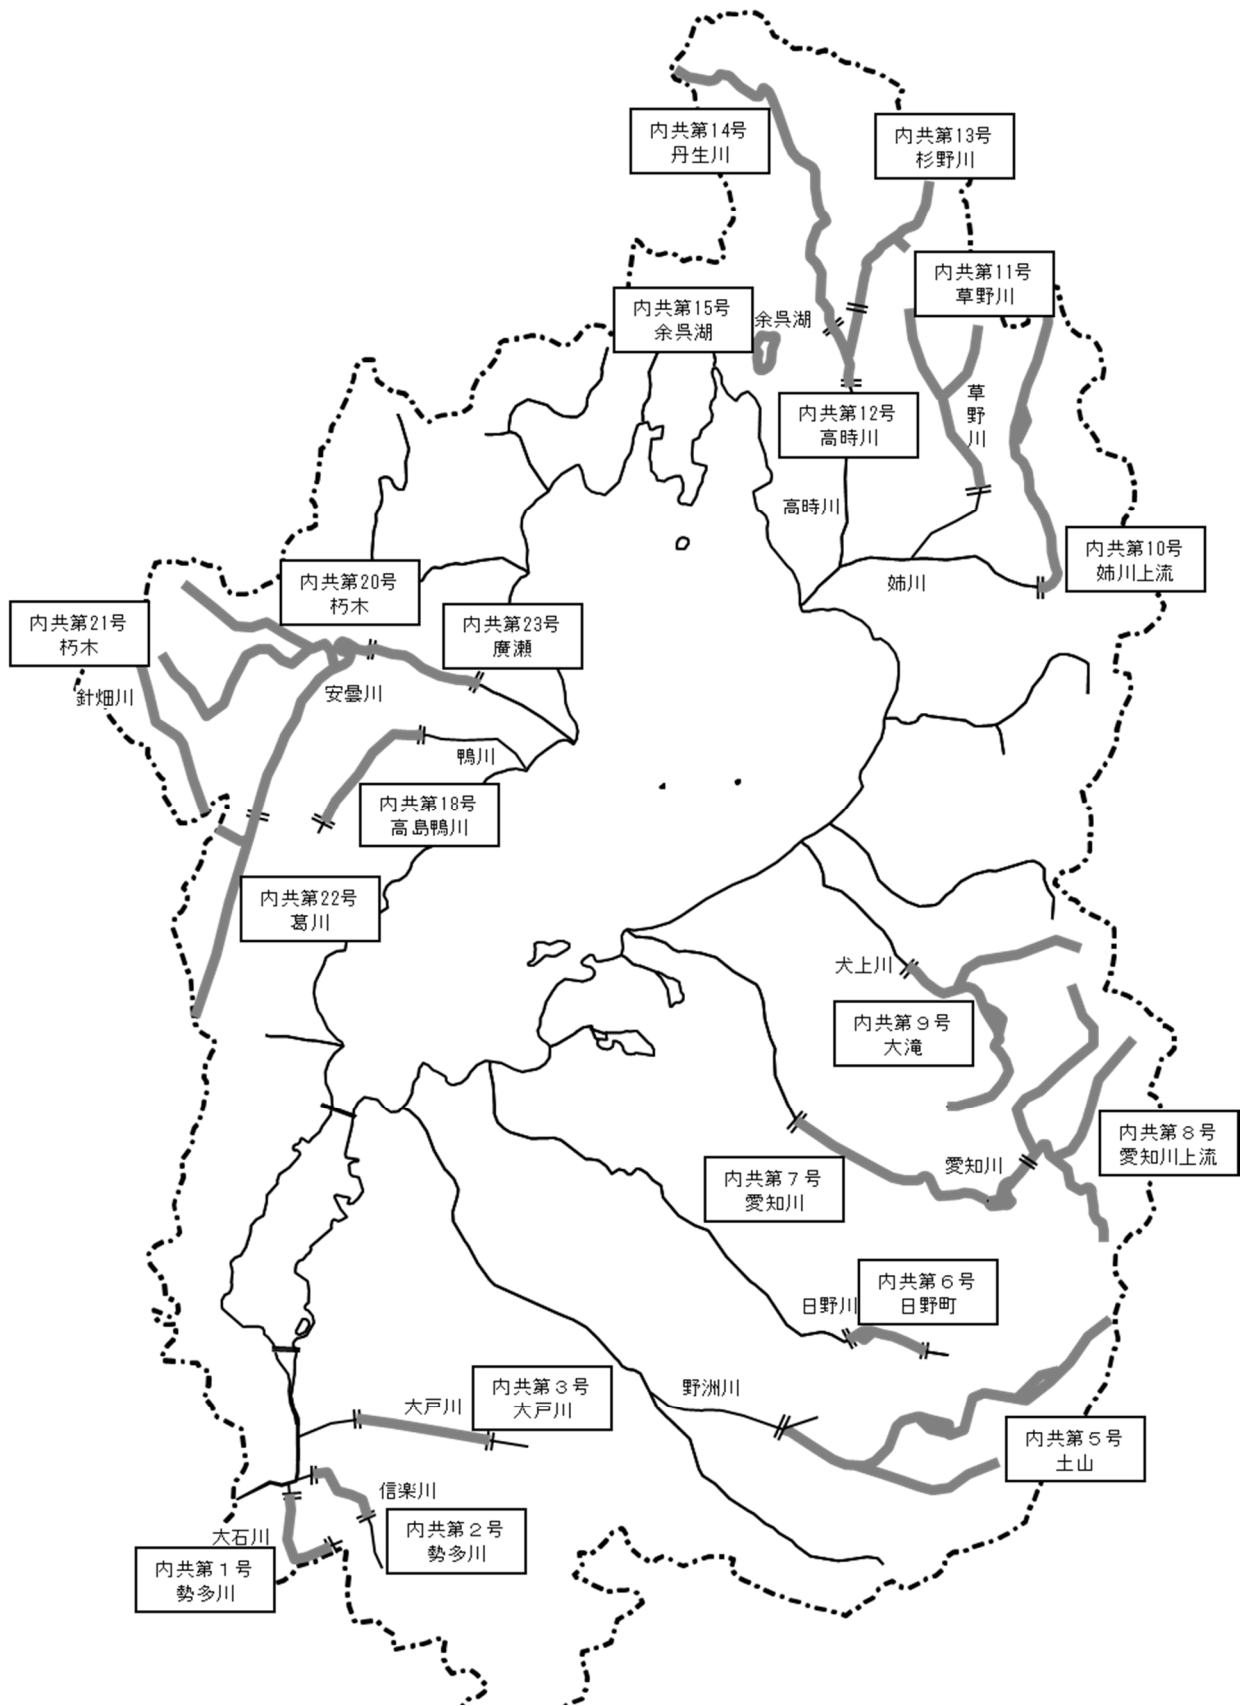 内共第14号
丹生川
内共第13号
杉野川
内共第11号
草野川
内共第15号
余呉湖
余呉湖
内共第12号
高時川
草野川
高時川
内共第10号
姉川上流
姉川
内共第20号
朽木
内共第21号
朽木
内共第23号
廣瀬
針畑川
安曇川
鴨川
内共第18号
高島鴨川
内共第22号
葛川
犬上川
内共第９号
大滝
内共第８号
愛知川上流
愛知川
内共第７号
愛知川
内共第６号
日野町
日野川
野洲川
内共第３号
大戸川
大戸川
内共第５号
土山
信楽川
内共第２号
勢多川
大石川
内共第１号
勢多川